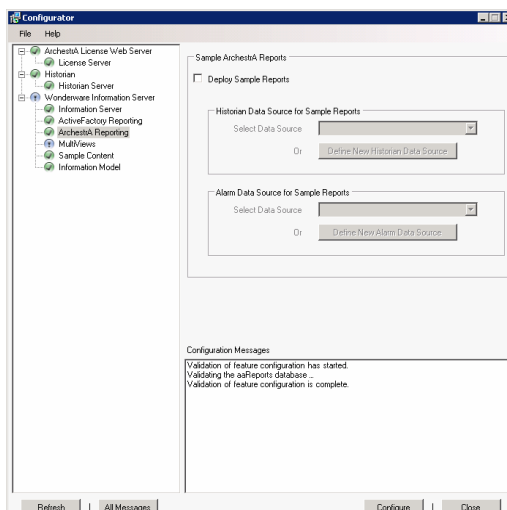 Configurator
File Help
ArchestrA License Web Server
License Server
Historian
Historian Server
Wonderware Information Server
Information Server
ActiveFactory Reporting
ArchestrA Reporting
MultiViews
Sample Content
Information Model
Sample ArchestrA Reports
Deploy Sample Reports
Historian Data Source for Sample Reports
Select Data Source
Or Define New Historian Data Source
Alarm Data Source for Sample Reports
Select Data Source
Or Define New Alarm Data Source
Configuration Messages
Validation of feature configuration has started.
Validating the aaReports database ...
Validation of feature configuration is complete.
Refresh | All Messages Configure | Close